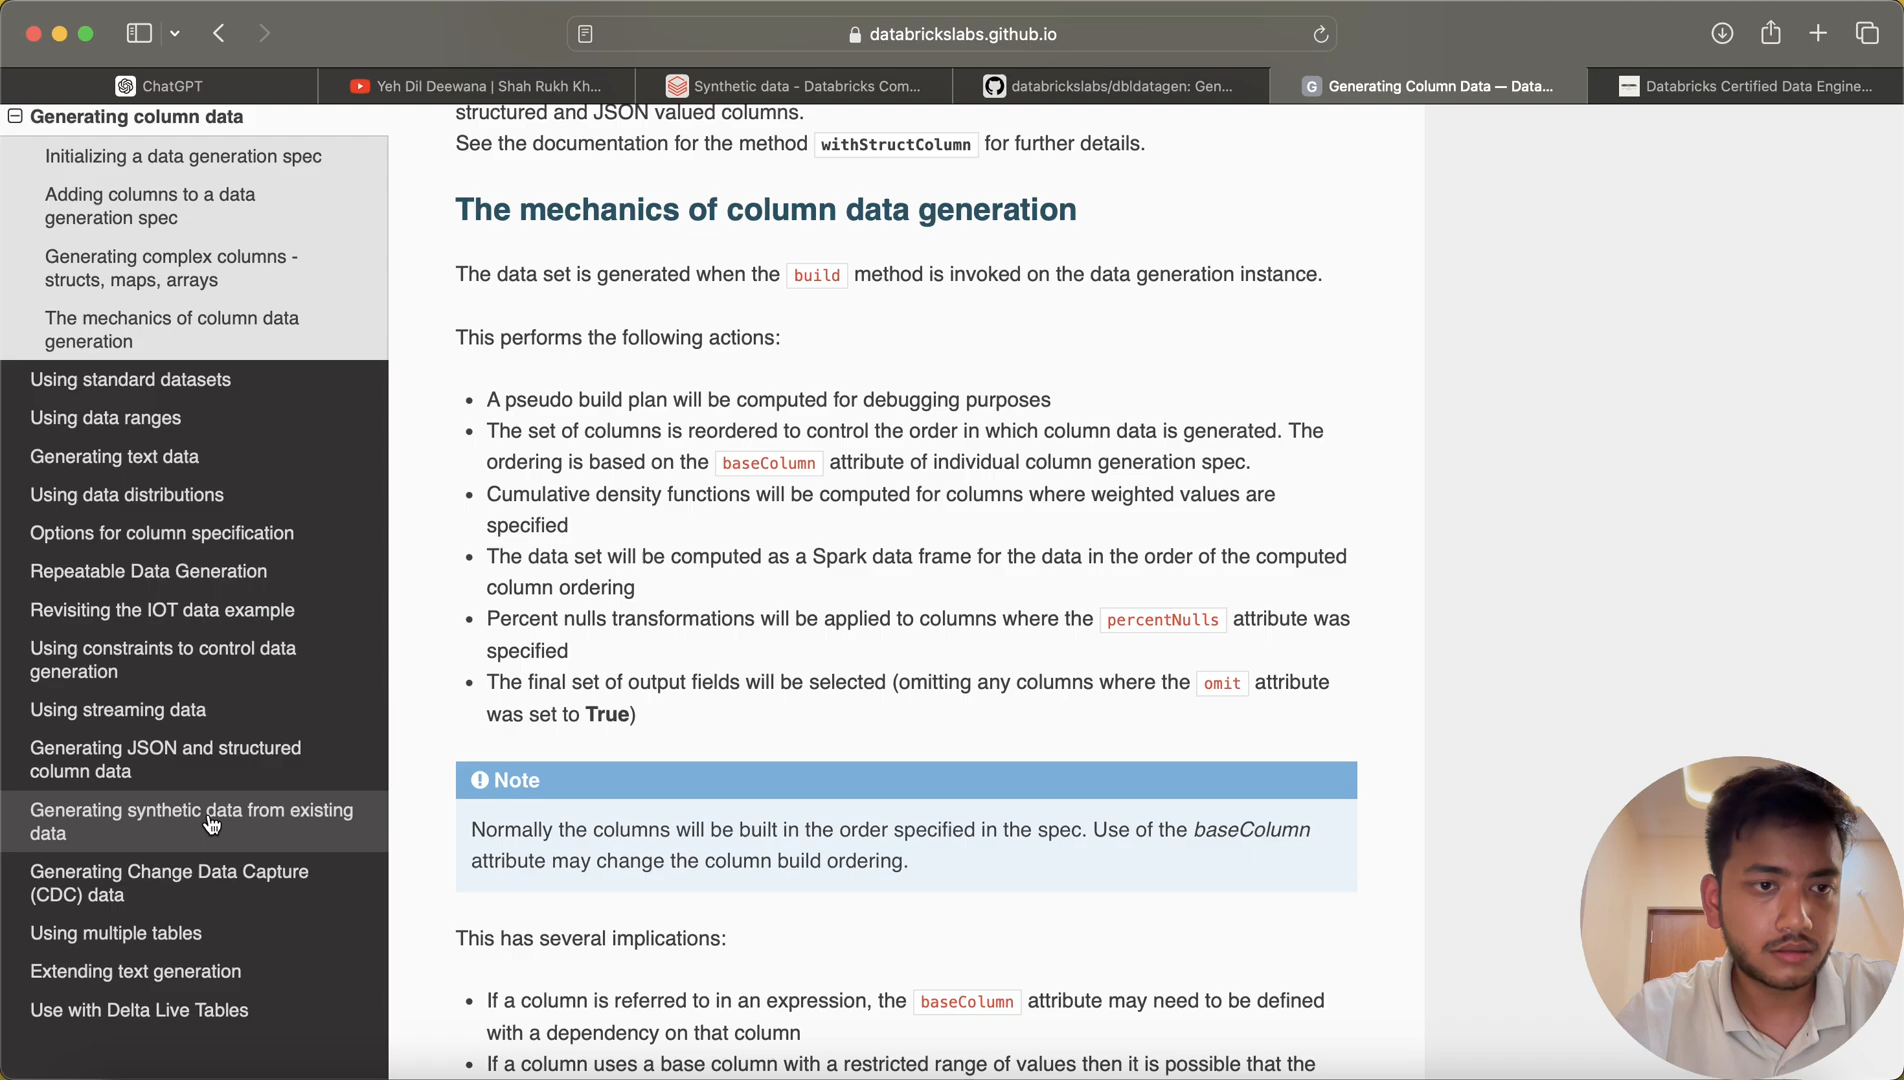 databrickslabs.github.io
ChatGPT
Yeh Dil Deewana | Shah Rukh Kh...
Synthetic data - Databricks Com...
databrickslabs/dbldatagen: Gen...
G Generating Column Data — Data...
Databricks Certified Data Engine...
Generating column data
Initializing a data generation spec
Adding columns to a data
generation spec
Generating complex columns -
structs, maps, arrays
The mechanics of column data
generation
Using standard datasets
Using data ranges
Generating text data
Using data distributions
Options for column specification
Repeatable Data Generation
Revisiting the IOT data example
Using constraints to control data
generation
Using streaming data
Generating JSON and structured
column data
Generating synthetic data from existing
data
Generating Change Data Capture
(CDC) data
Using multiple tables
Extending text generation
Use with Delta Live Tables
structured and JSON valued columns.
See the documentation for the method withStructColumn for further details.
The mechanics of column data generation
The data set is generated when the build method is invoked on the data generation instance.
This performs the following actions:
• A pseudo build plan will be computed for debugging purposes
• The set of columns is reordered to control the order in which column data is generated. The
ordering is based on the baseColumn attribute of individual column generation spec.
• Cumulative density functions will be computed for columns where weighted values are
specified
• The data set will be computed as a Spark data frame for the data in the order of the computed
column ordering
• Percent nulls transformations will be applied to columns where the percentNulls attribute was
specified
• The final set of output fields will be selected (omitting any columns where the omit attribute
was set to True)
Note
Normally the columns will be built in the order specified in the spec. Use of the baseColumn
attribute may change the column build ordering.
This has several implications:
• If a column is referred to in an expression, the baseColumn attribute may need to be defined
with a dependency on that column
• If a column uses a base column with a restricted range of values then it is possible that the